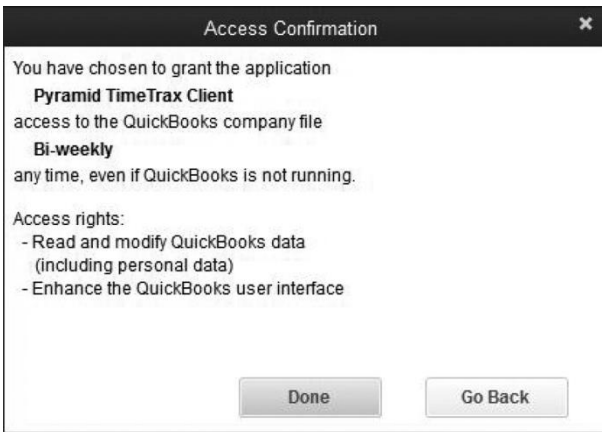 Access Confirmation
You have chosen to grant the application
Pyramid TimeTrax Client
access to the QuickBooks company file
Bi-weekly
any time, even if QuickBooks is not running.
Access rights:
- Read and modify QuickBooks data
(including personal data)
- Enhance the QuickBooks user interface
Done
Go Back